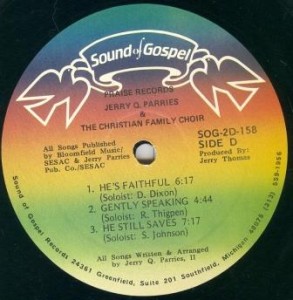 Sound of Gospel
PRAISE RECORDS
JERRY Q. PARRIES
&
THE CHRISTIAN FAMILY CHOIR
All Songs Published
by Bloomfield Music/
SESAC & Jerry Parries
Pub. Co./SESAC
SOG-2D-158
SIDE D
Produced By:
Jerry Thomas
1. HE'S FAITHFUL 6:17
(Soloist: D. Dixon)
2. GENTLY SPEAKING 4:44
(Soloist: R. Thigpen)
3. HE STILL SAVES 7:17
(Soloist: S. Johnson)
All Songs Written & Arranged
by Jerry Q. Parries, II
Sound of Gospel Records 24361 Greenfield, Suite 201 Southfield, Michigan 48075 (313)